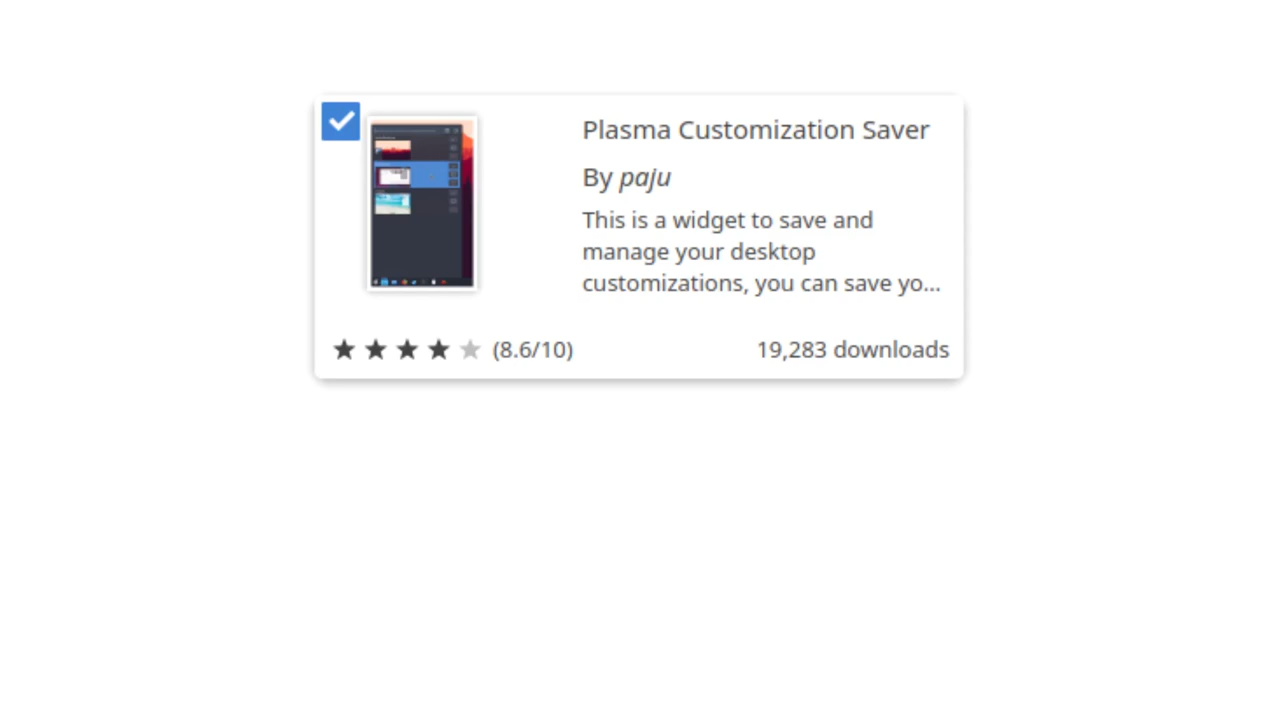 Plasma Customization Saver
By paju
This is a widget to save and
manage your desktop
customizations, you can save yo...
(8.6/10)
19,283 downloads